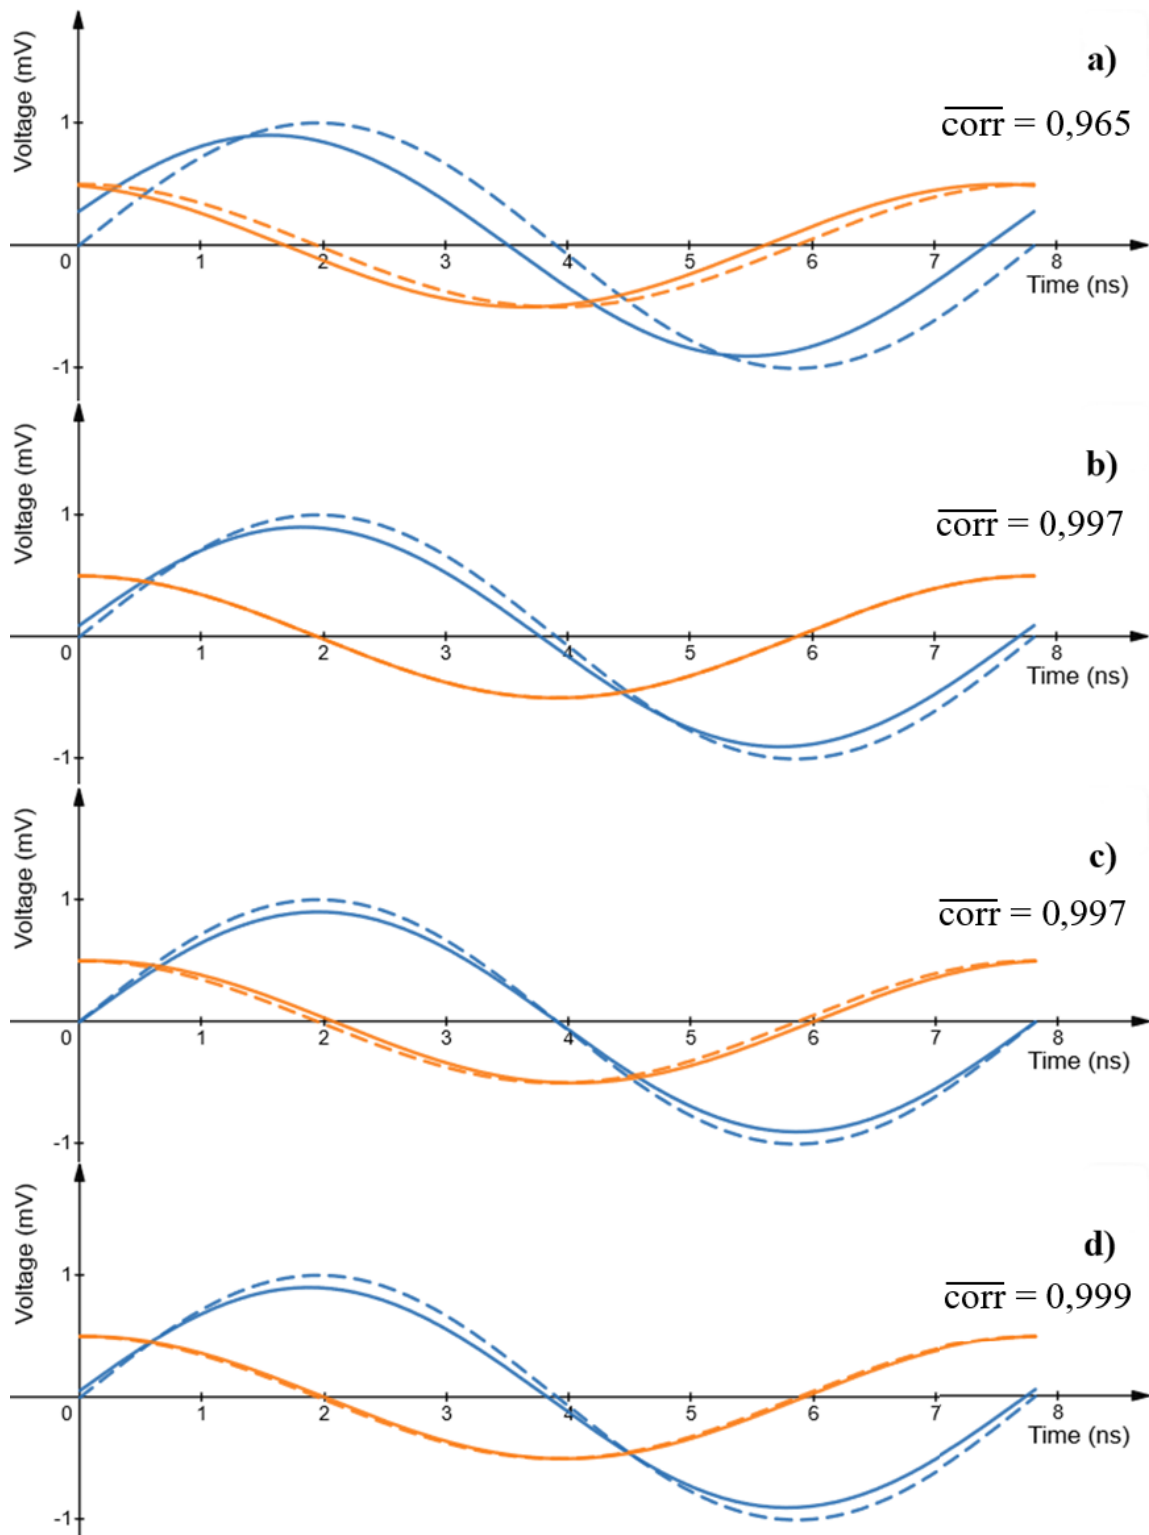 Voltage (mV)
a)
corr = 0,965
1
0 1 2 3 4 5 6 7 8
Time (ns)
-1
Voltage (mV)
b)
corr = 0,997
1
0 1 2 3 4 5 6 7 8
Time (ns)
-1
Voltage (mV)
c)
corr = 0,997
1
0 1 2 3 4 5 6 7 8
Time (ns)
-1
Voltage (mV)
d)
corr = 0,999
1
0 1 2 3 4 5 6 7 8
Time (ns)
-1